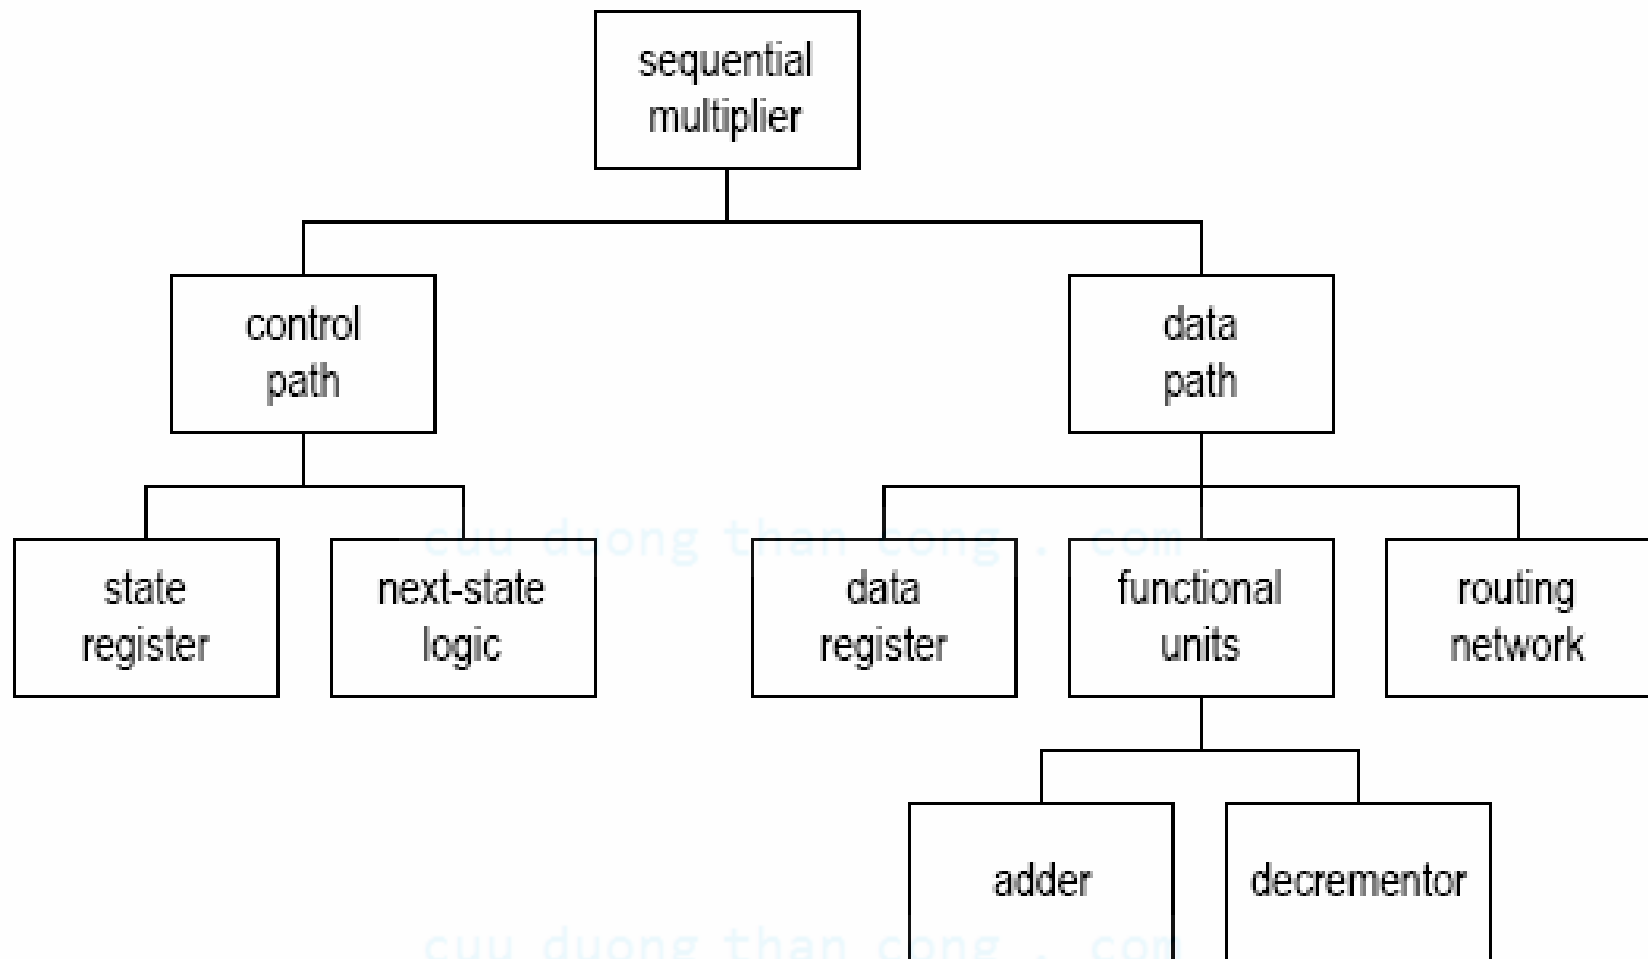 sequential
multiplier
control
path
data
path
cuu duong than cong . com
state
register
next-state
logic
data
register
functional
units
routing
network
adder
decrementor
cuu duong than cong . com